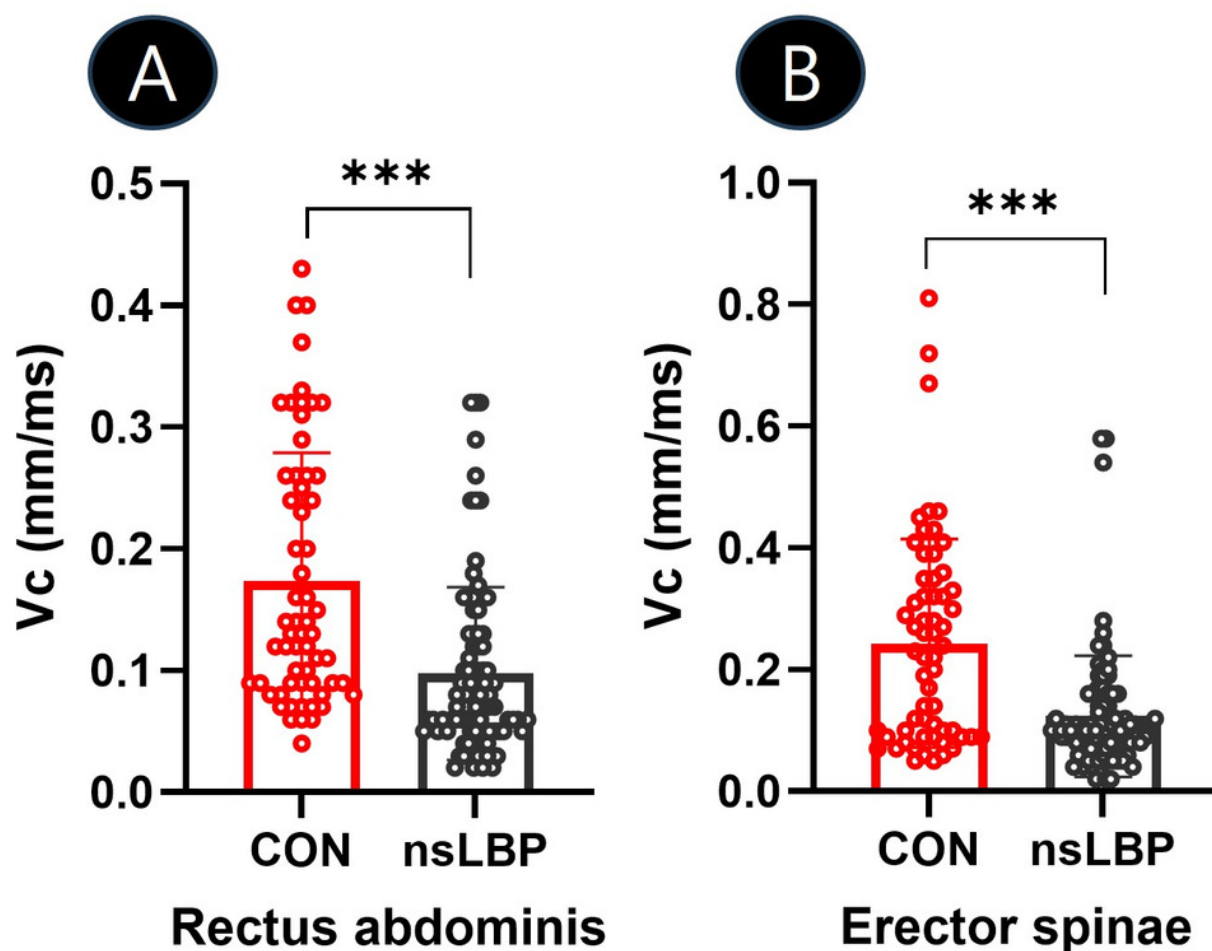 A
***
0.5
0.4
0.3
0.2
0.1
0.0
Vc (mm/ms)
CON nsLBP
Rectus abdominis
B
***
1.0
0.8
0.6
0.4
0.2
0.0
Vc (mm/ms)
CON nsLBP
Erector spinae